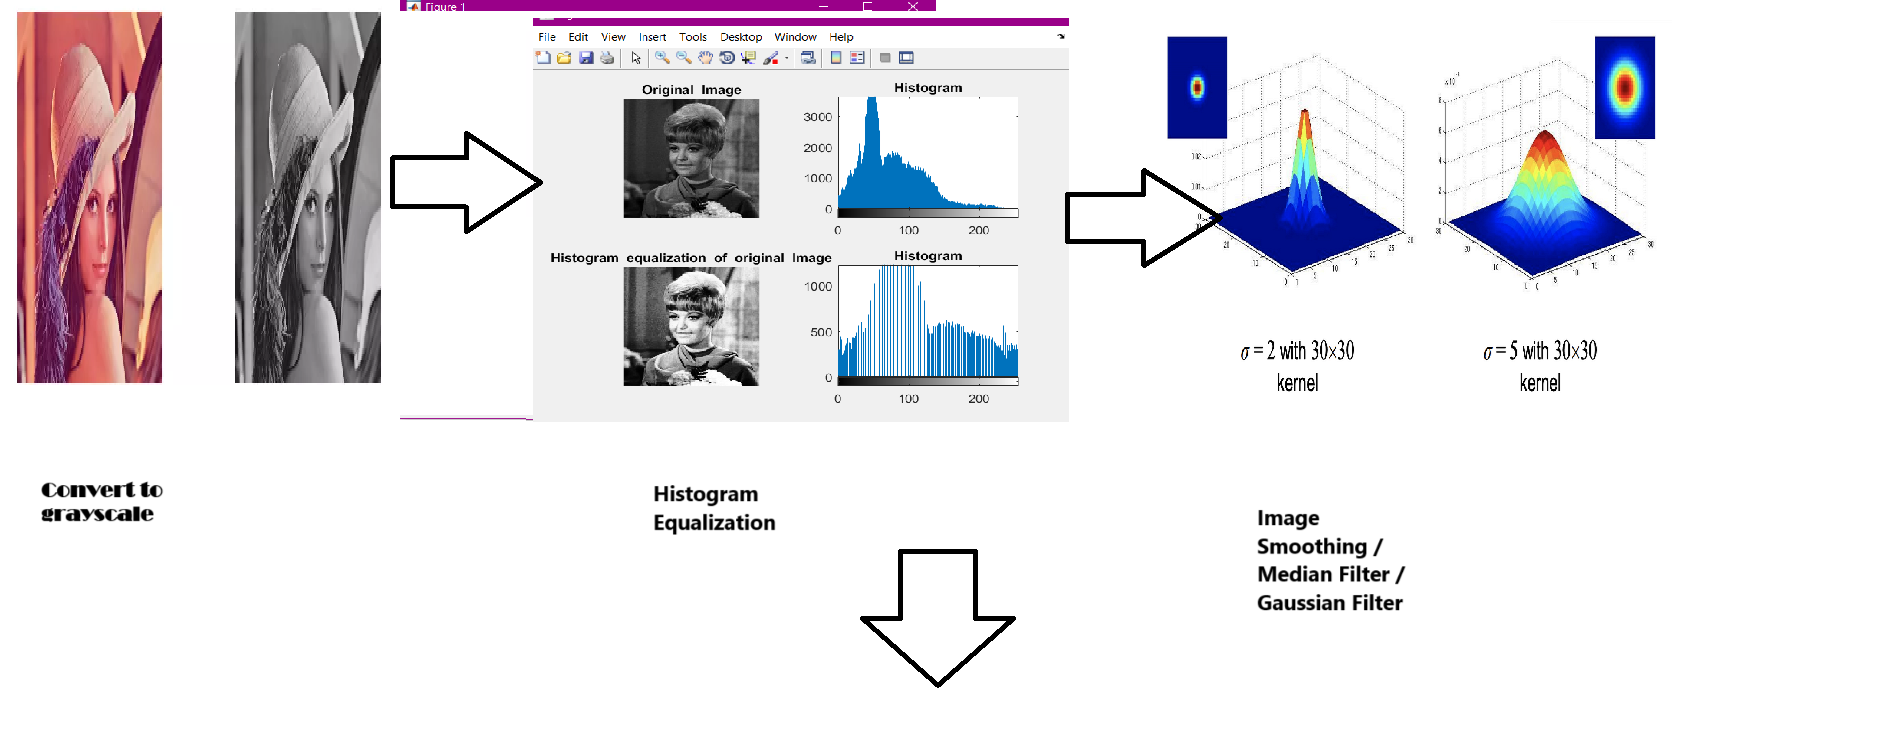 Figure 1
File Edit View Insert Tools Desktop Window Help
Original Image
Histogram
3000
2000
1000
0
0 100 200
Histogram equalization of original Image
Histogram
1000
500
0
0 100 200
σ = 2 with 30×30
kernel
σ = 5 with 30×30
kernel
Convert to
grayscale
Histogram
Equalization
Image
Smoothing /
Median Filter /
Gaussian Filter